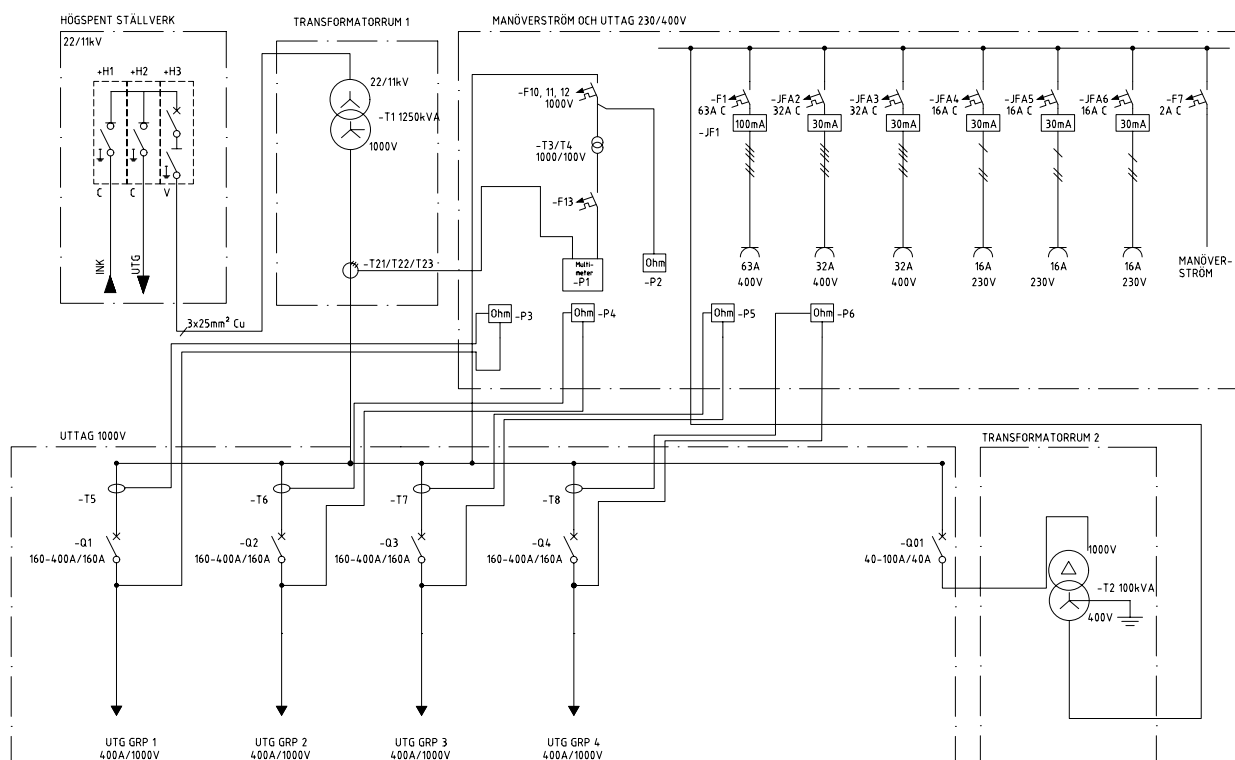 HÖGSPENT STÄLLVERK
22/11kV
+H1
+H2
+H3
C
C
V
INK
UTG
3x25mm² Cu
TRANSFORMATORRUM 1
22/11kV
-T1 1250kVA
1000V
-T21/T22/T23
MANÖVERSTRÖM OCH UTTAG 230/400V
-F10, 11, 12
1000V
-T3/T4
1000/100V
-F13
Multi-
meter
-P1
Ohm
-P2
-F1
63A C
100mA
-JF1
63A
400V
-JFA2
32A C
30mA
32A
400V
-JFA3
32A C
30mA
32A
400V
-JFA4
16A C
30mA
16A
230V
-JFA5
16A C
30mA
16A
230V
-JFA6
16A C
30mA
16A
230V
-F7
2A C
MANÖVER-
STRÖM
Ohm -P3
Ohm -P4
Ohm -P5
Ohm -P6
UTTAG 1000V
-T5
-Q1
160-400A/160A
UTG GRP 1
400A/1000V
-T6
-Q2
160-400A/160A
UTG GRP 2
400A/1000V
-T7
-Q3
160-400A/160A
UTG GRP 3
400A/1000V
-T8
-Q4
160-400A/160A
UTG GRP 4
400A/1000V
-Q01
40-100A/40A
TRANSFORMATORRUM 2
1000V
-T2 100kVA
400V